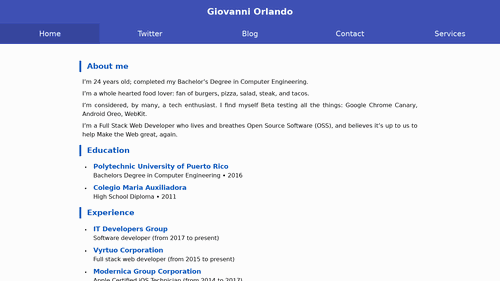 Giovanni Orlando
Home Twitter Blog Contact Services
About me
I'm 24 years old; completed my Bachelor's Degree in Computer Engineering.
I'm a whole hearted food lover: fan of burgers, pizza, salad, steak, and tacos.
I'm considered, by many, a tech enthusiast. I find myself Beta testing all the things: Google Chrome Canary,
Android Oreo, WebKit.
I'm a Full Stack Web Developer who lives and breathes Open Source Software (OSS), and believes it's up to us to
help Make the Web great, again.
Education
Polytechnic University of Puerto Rico
Bachelors Degree in Computer Engineering • 2016
Colegio Maria Auxiliadora
High School Diploma • 2011
Experience
IT Developers Group
Software developer (from 2017 to present)
Vyrtuo Corporation
Full stack web developer (from 2015 to present)
Modernica Group Corporation
Apple Certified iOS Technician (from 2014 to 2017)